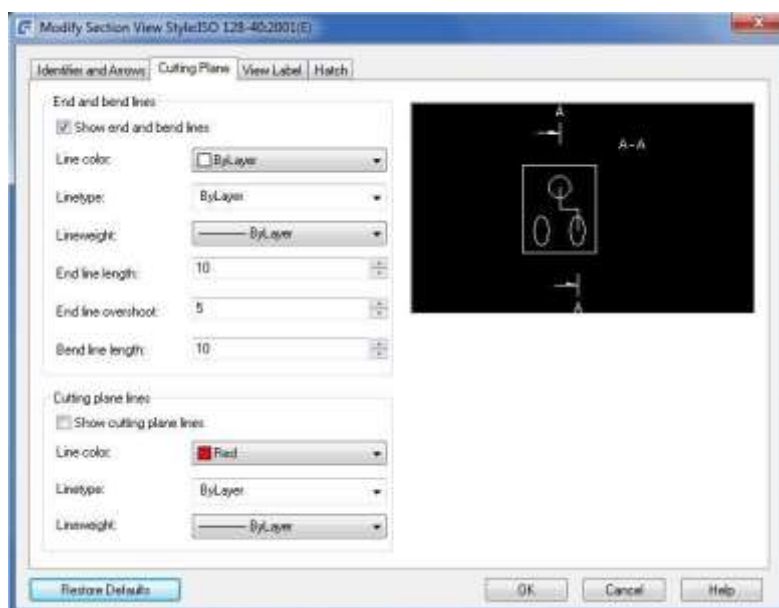 Modify Section View Style:ISO 128-40:2001(E)
Identifier and Arrows Cutting Plane View Label Hatch
End and bend lines
Show end and bend lines
Line color: ByLayer
Linetype: ByLayer
Lineweight: ByLayer
End line length: 10
End line overshoot: 5
Bend line length: 10
A
A-A
A
Cutting plane lines
Show cutting plane lines
Line color: Red
Linetype: ByLayer
Lineweight: ByLayer
Restore Defaults OK Cancel Help